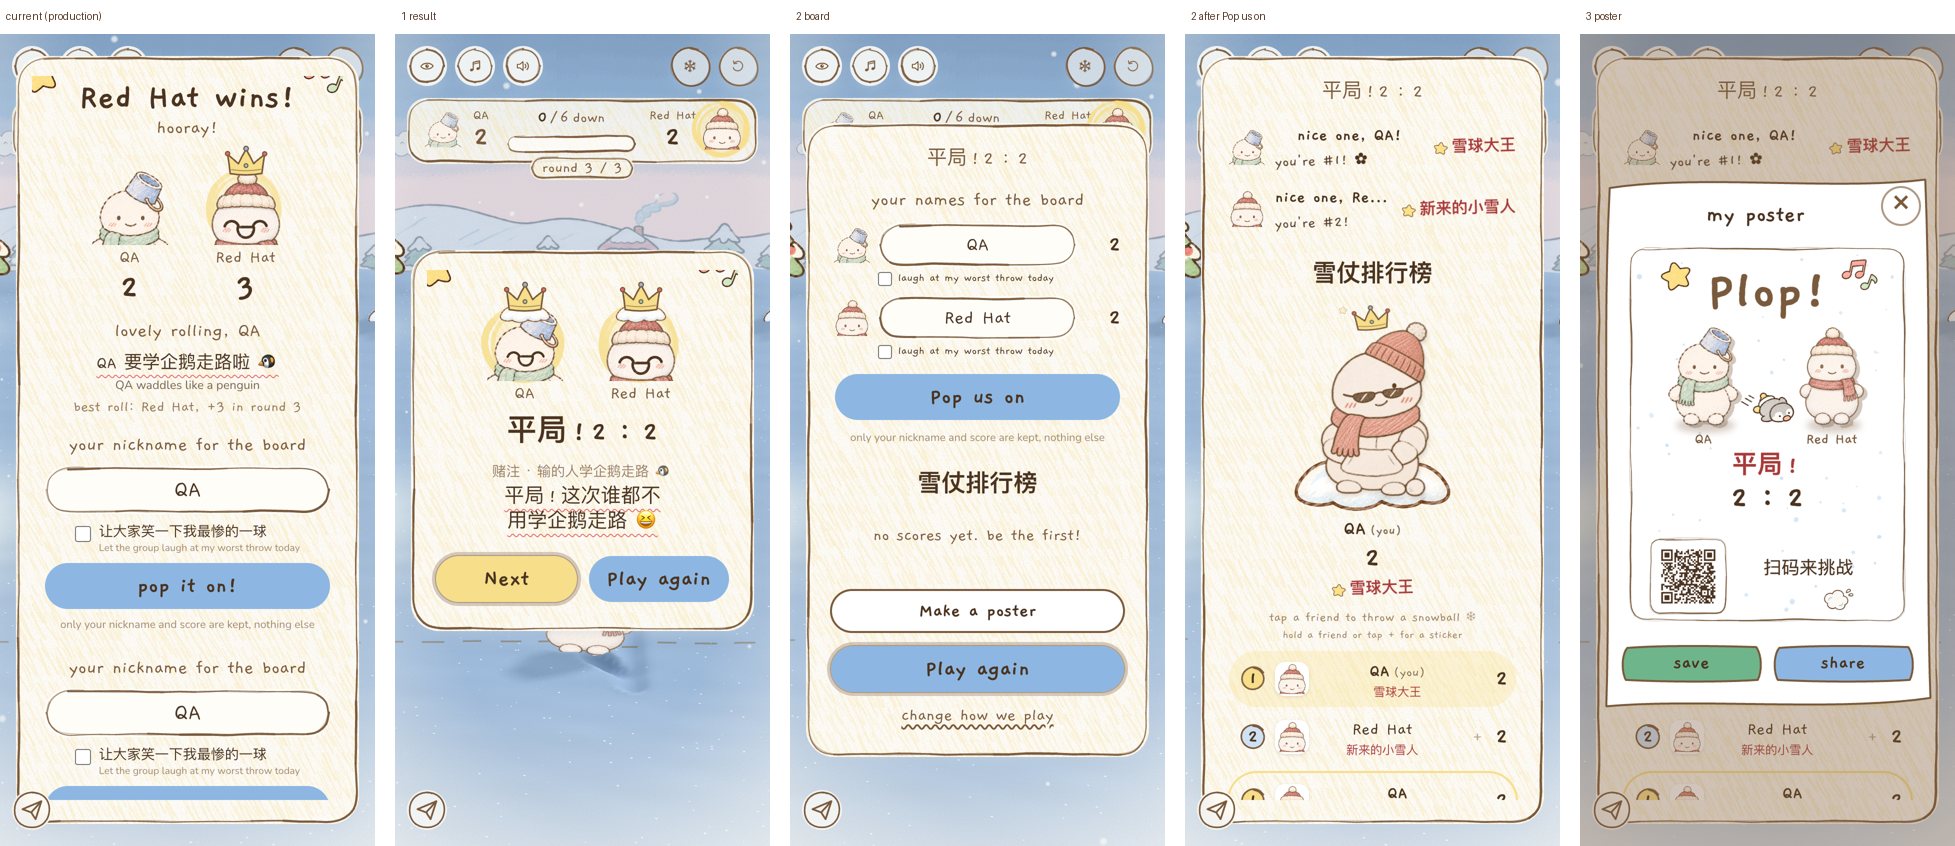 current (production)
Red Hat wins!
hooray!
QA
Red Hat
2
3
lovely rolling, QA
QA 要学企鹅走路啦 🐧
QA waddles like a penguin
best roll: Red Hat, +3 in round 3
your nickname for the board
QA
让大家笑一下我最惨的一球
Let the group laugh at my worst throw today
pop it on!
only your nickname and score are kept, nothing else
your nickname for the board
QA
让大家笑一下我最惨的一球
Let the group laugh at my worst throw today
1 result
QA
2
0/6 down
Red Hat
2
round 3 / 3
QA
Red Hat
平局！2 : 2
赌注 · 输的人学企鹅走路 🐧
平局！这次谁都不
用学企鹅走路 😆
Next
Play again
2 board
QA
0/6 down
Red Hat
平局！2 : 2
your names for the board
QA
2
laugh at my worst throw today
Red Hat
2
laugh at my worst throw today
Pop us on
only your nickname and score are kept, nothing else
雪仗排行榜
no scores yet. be the first!
Make a poster
Play again
change how we play
2 after Pop us on
平局！2 : 2
nice one, QA!
you're #1! ✿
雪球大王
nice one, Re...
you're #2!
新来的小雪人
雪仗排行榜
QA (you)
2
雪球大王
tap a friend to throw a snowball ❄
hold a friend or tap + for a sticker
1
QA (you)
雪球大王
2
2
Red Hat
新来的小雪人
+ 2
QA
3 poster
平局！2 : 2
nice one, QA!
you're #1! ✿
雪球大王
my poster
Plop!
QA
Red Hat
平局！
2 : 2
扫码来挑战
save
share
2
Red Hat
新来的小雪人
+ 2
QA